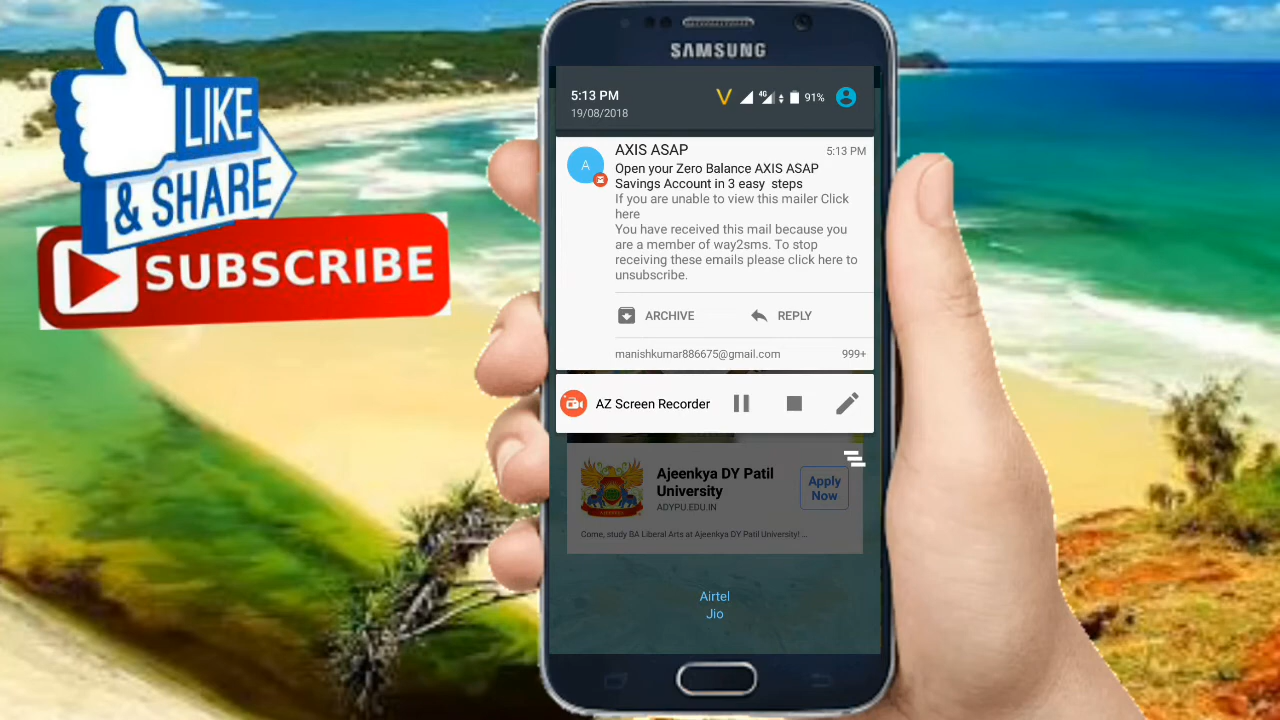 LIKE
& SHARE
SUBSCRIBE
SAMSUNG
5:13 PM
19/08/2018
4G
91%
A
AXIS ASAP
5:13 PM
Open your Zero Balance AXIS ASAP
Savings Account in 3 easy steps
If you are unable to view this mailer Click
here
You have received this mail because you
are a member of way2sms. To stop
receiving these emails please click here to
unsubscribe.
ARCHIVE
REPLY
manishkumar886675@gmail.com
999+
AZ Screen Recorder
Ajeenkya DY Patil
University
ADYPU.EDU.IN
Apply
Now
Come, study BA Liberal Arts at Ajeenkya DY Patil University! ...
Airtel
Jio